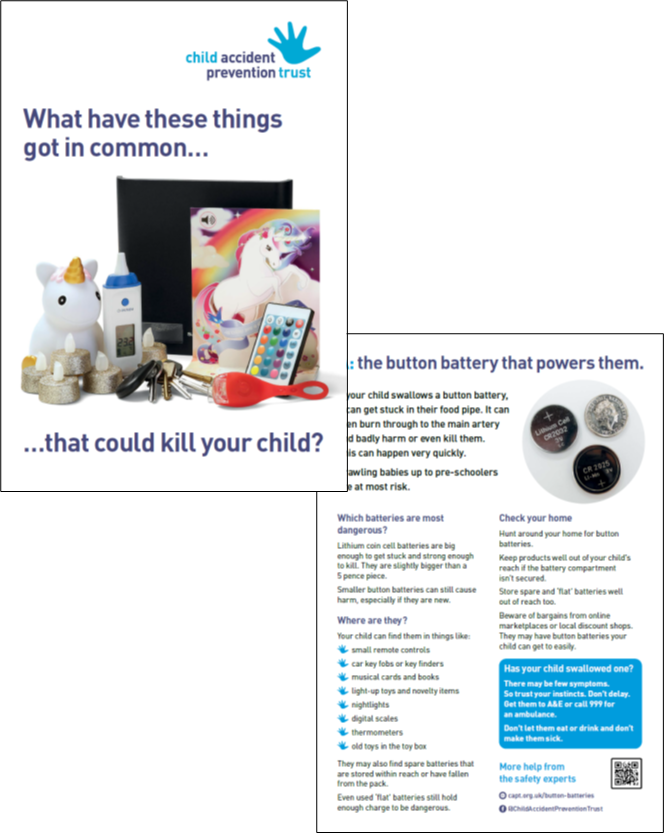 child accident
prevention trust
What have these things
got in common...
...that could kill your child?
A: the button battery that powers them.
your child swallows a button battery,
can get stuck in their food pipe. It can
en burn through to the main artery
d badly harm or even kill them.
is can happen very quickly.
rawling babies up to pre-schoolers
e at most risk.
Lithium Cell
CR2032
CR 2025
Which batteries are most
dangerous?
Lithium coin cell batteries are big
enough to get stuck and strong enough
to kill. They are slightly bigger than a
5 pence piece.
Smaller button batteries can still cause
harm, especially if they are new.
Where are they?
Your child can find them in things like:
small remote controls
car key fobs or key finders
musical cards and books
light-up toys and novelty items
nightlights
digital scales
thermometers
old toys in the toy box
They may also find spare batteries that
are stored within reach or have fallen
from the pack.
Even used 'flat' batteries still hold
enough charge to be dangerous.
Check your home
Hunt around your home for button
batteries.
Keep products well out of your child's
reach if the battery compartment
isn't secured.
Store spare and 'flat' batteries well
out of reach too.
Beware of bargains from online
marketplaces or local discount shops.
They may have button batteries your
child can get to easily.
Has your child swallowed one?
There may be few symptoms.
So trust your instincts. Don't delay.
Get them to A&E or call 999 for
an ambulance.
Don't let them eat or drink and don't
make them sick.
More help from
the safety experts
capt.org.uk/button-batteries
@ChildAccidentPreventionTrust